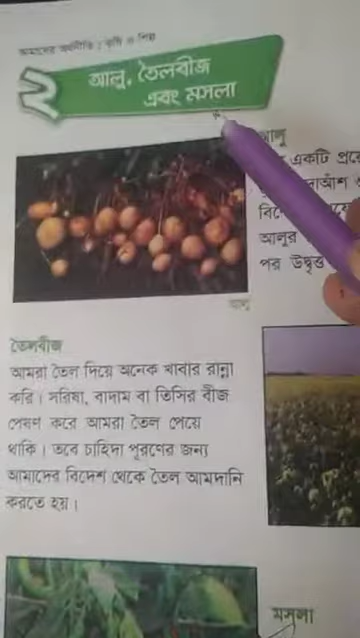 আমাদের অর্থনীতি : কৃষি ও শিল্প
২
আলু, তৈলবীজ
এবং মসলা
আলু
একটি
আলুর
পর উদ্বৃত্ত
আলু
তৈলবীজ
আমরা তৈল দিয়ে অনেক খাবার রান্না
করি। সরিষা, বাদাম বা তিসির বীজ
পেষণ করে আমরা তৈল পেয়ে
থাকি। তবে চাহিদা পূরণের জন্য
আমাদের বিদেশ থেকে তৈল আমদানি
করতে হয়।
মসলা